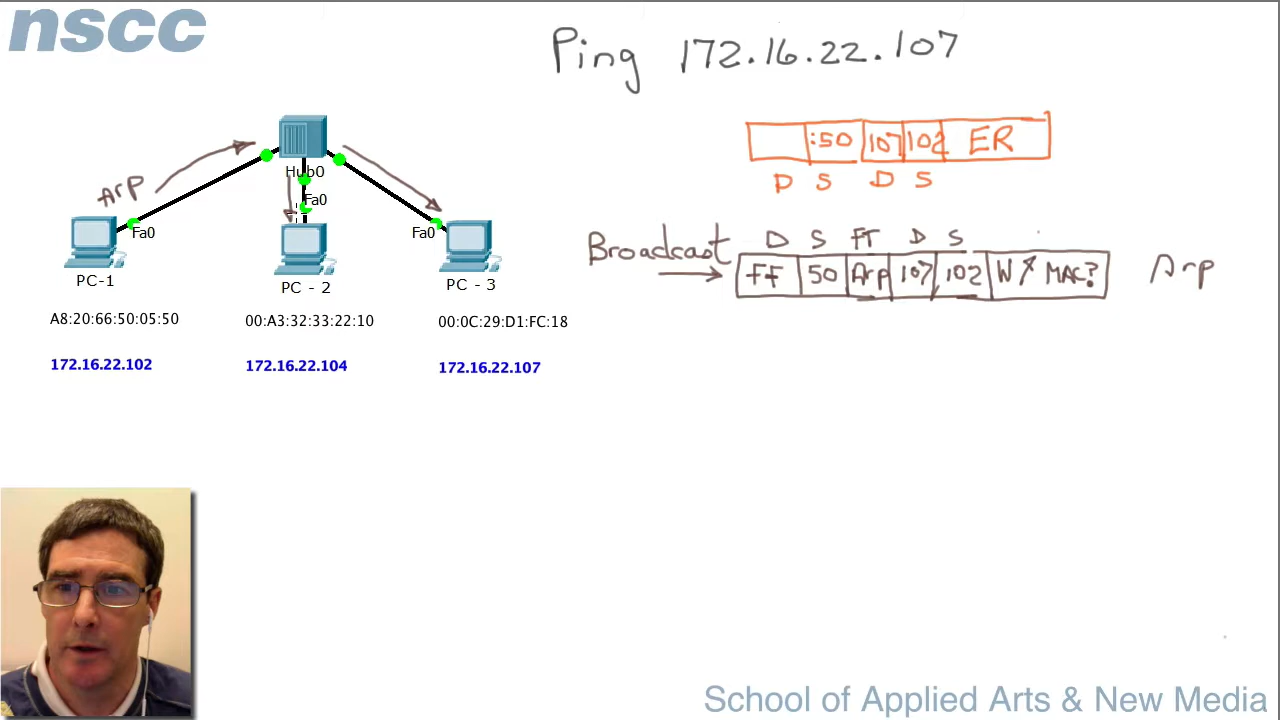 nscc
Ping 172.16.22.107
:50 107 102 ER
D S D S
Arp
Hub0
Fa0
Fa0
Fa0
PC-1
PC - 2
PC - 3
A8:20:66:50:05:50
00:A3:32:33:22:10
00:0C:29:D1:FC:18
172.16.22.102
172.16.22.104
172.16.22.107
Broadcast
D S FT D S
FF 50 Arp 107 102 MAC?
Arp
School of Applied Arts & New Media